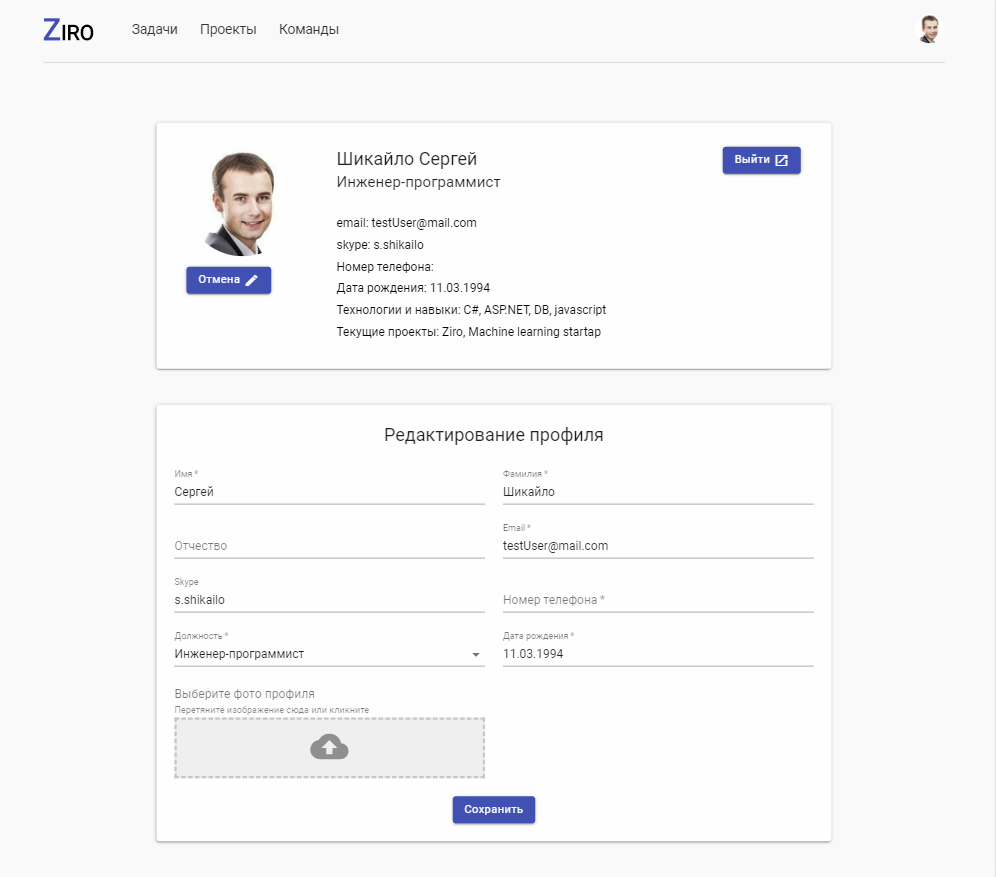 Ziro Задачи Проекты Команды
Шикайло Сергей
Выйти
Инженер-программист
email: testUser@mail.com
skype: s.shikailo
Номер телефона:
Отмена
Дата рождения: 11.03.1994
Технологии и навыки: C#, ASP.NET, DB, javascript
Текущие проекты: Ziro, Machine learning startap
Редактирование профиля
Имя *
Сергей
Фамилия *
Шикайло
Отчество
Email *
testUser@mail.com
Skype
s.shikailo
Номер телефона *
Должность *
Инженер-программист
Дата рождения *
11.03.1994
Выберите фото профиля
Перетяните изображение сюда или кликните
Сохранить